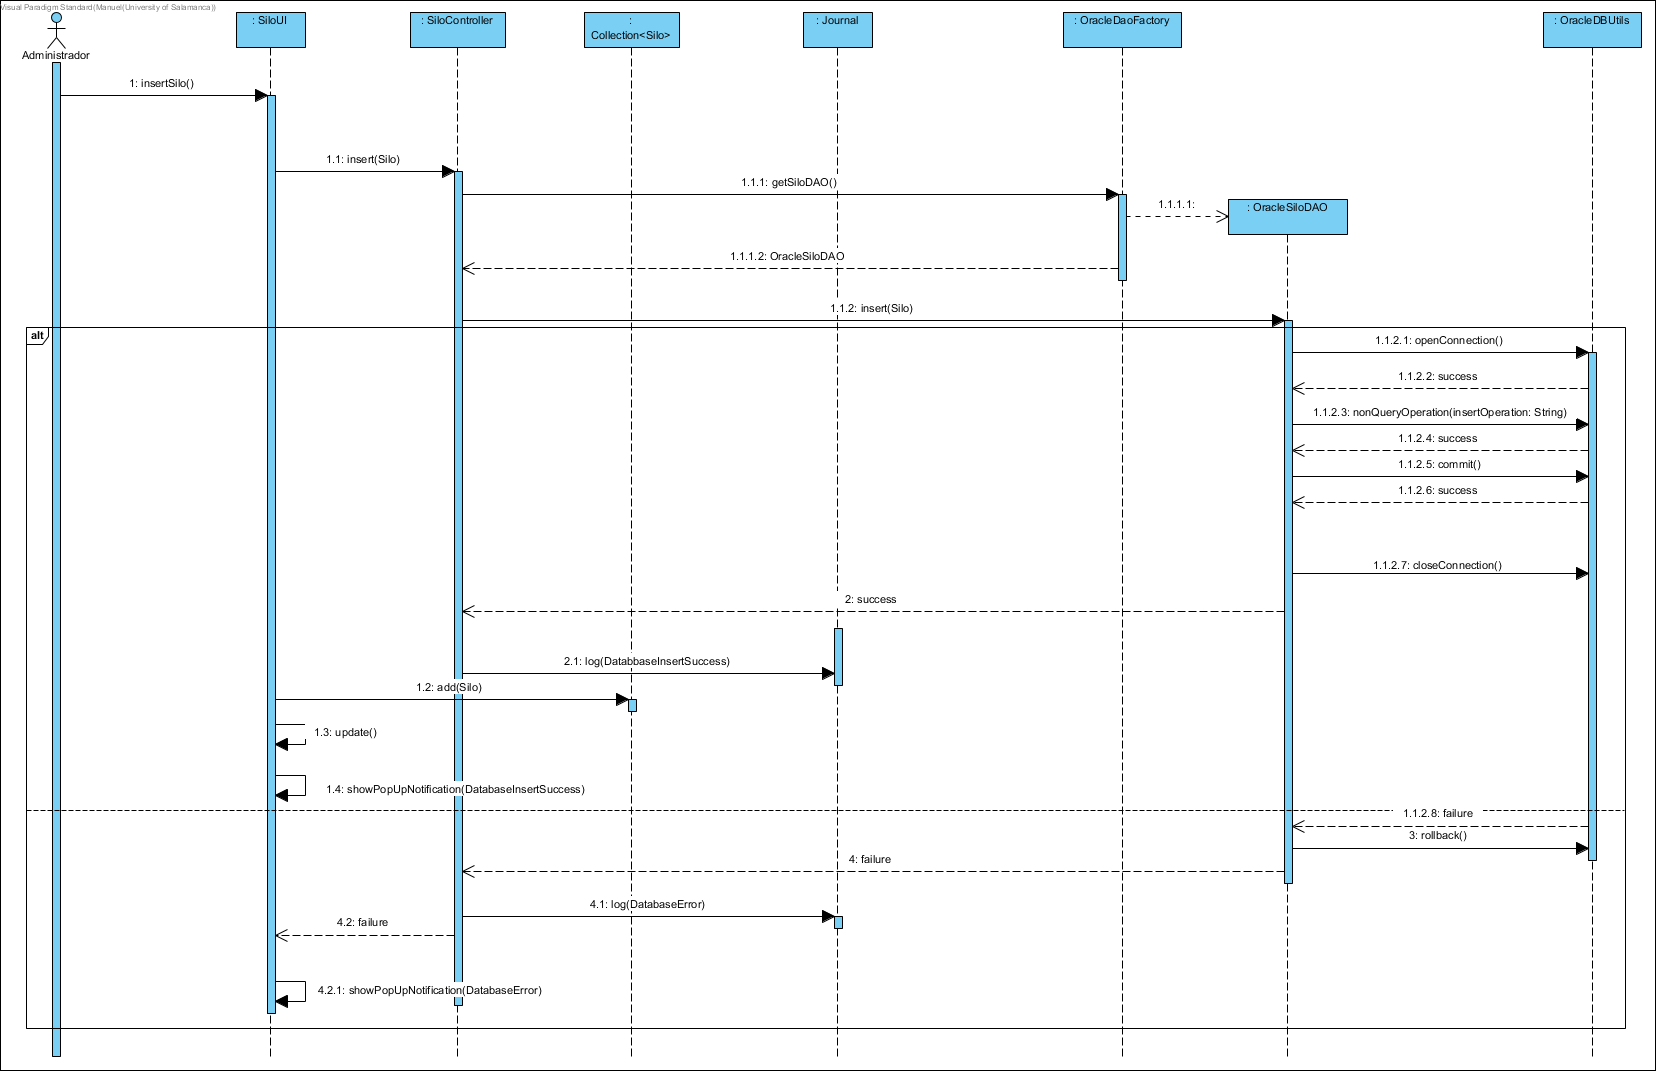 Visual Paradigm Standard(Manuel(University of Salamanca))
: SiloUI
: SiloController
:
Collection<Silo>
: Journal
: OracleDaoFactory
: OracleDBUtils
Administrador
1: insertSilo()
1.1: insert(Silo)
1.1.1: getSiloDAO()
1.1.1.1:
: OracleSiloDAO
1.1.1.2: OracleSiloDAO
1.1.2: insert(Silo)
alt
1.1.2.1: openConnection()
1.1.2.2: success
1.1.2.3: nonQueryOperation(insertOperation: String)
1.1.2.4: success
1.1.2.5: commit()
1.1.2.6: success
1.1.2.7: closeConnection()
2: success
2.1: log(DatabbaseInsertSuccess)
1.2: add(Silo)
1.3: update()
1.4: showPopUpNotification(DatabaseInsertSuccess)
1.1.2.8: failure
3: rollback()
4: failure
4.1: log(DatabaseError)
4.2: failure
4.2.1: showPopUpNotification(DatabaseError)